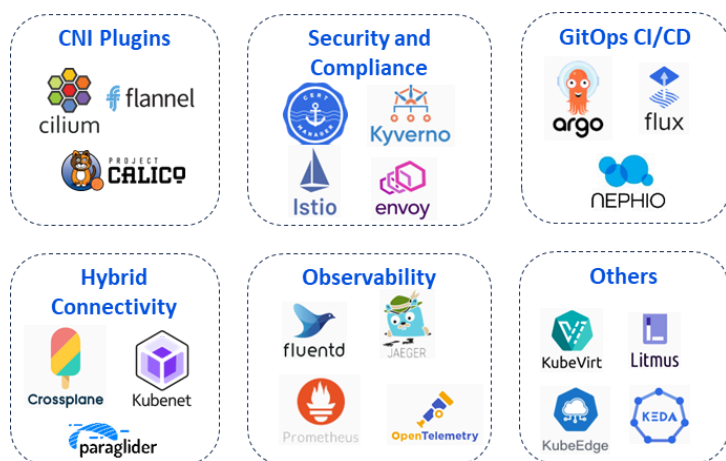 CNI Plugins
cilium
flannel
PROJECT
CALICO
Security and
Compliance
CERT
MANAGER
Kyverno
Istio
envoy
GitOps CI/CD
argo
flux
NEPHIO
Hybrid
Connectivity
Crossplane
Kubenet
paraglider
Observability
fluentd
JAEGER
Prometheus
OpenTelemetry
Others
KubeVirt
Litmus
KubeEdge
KEDA